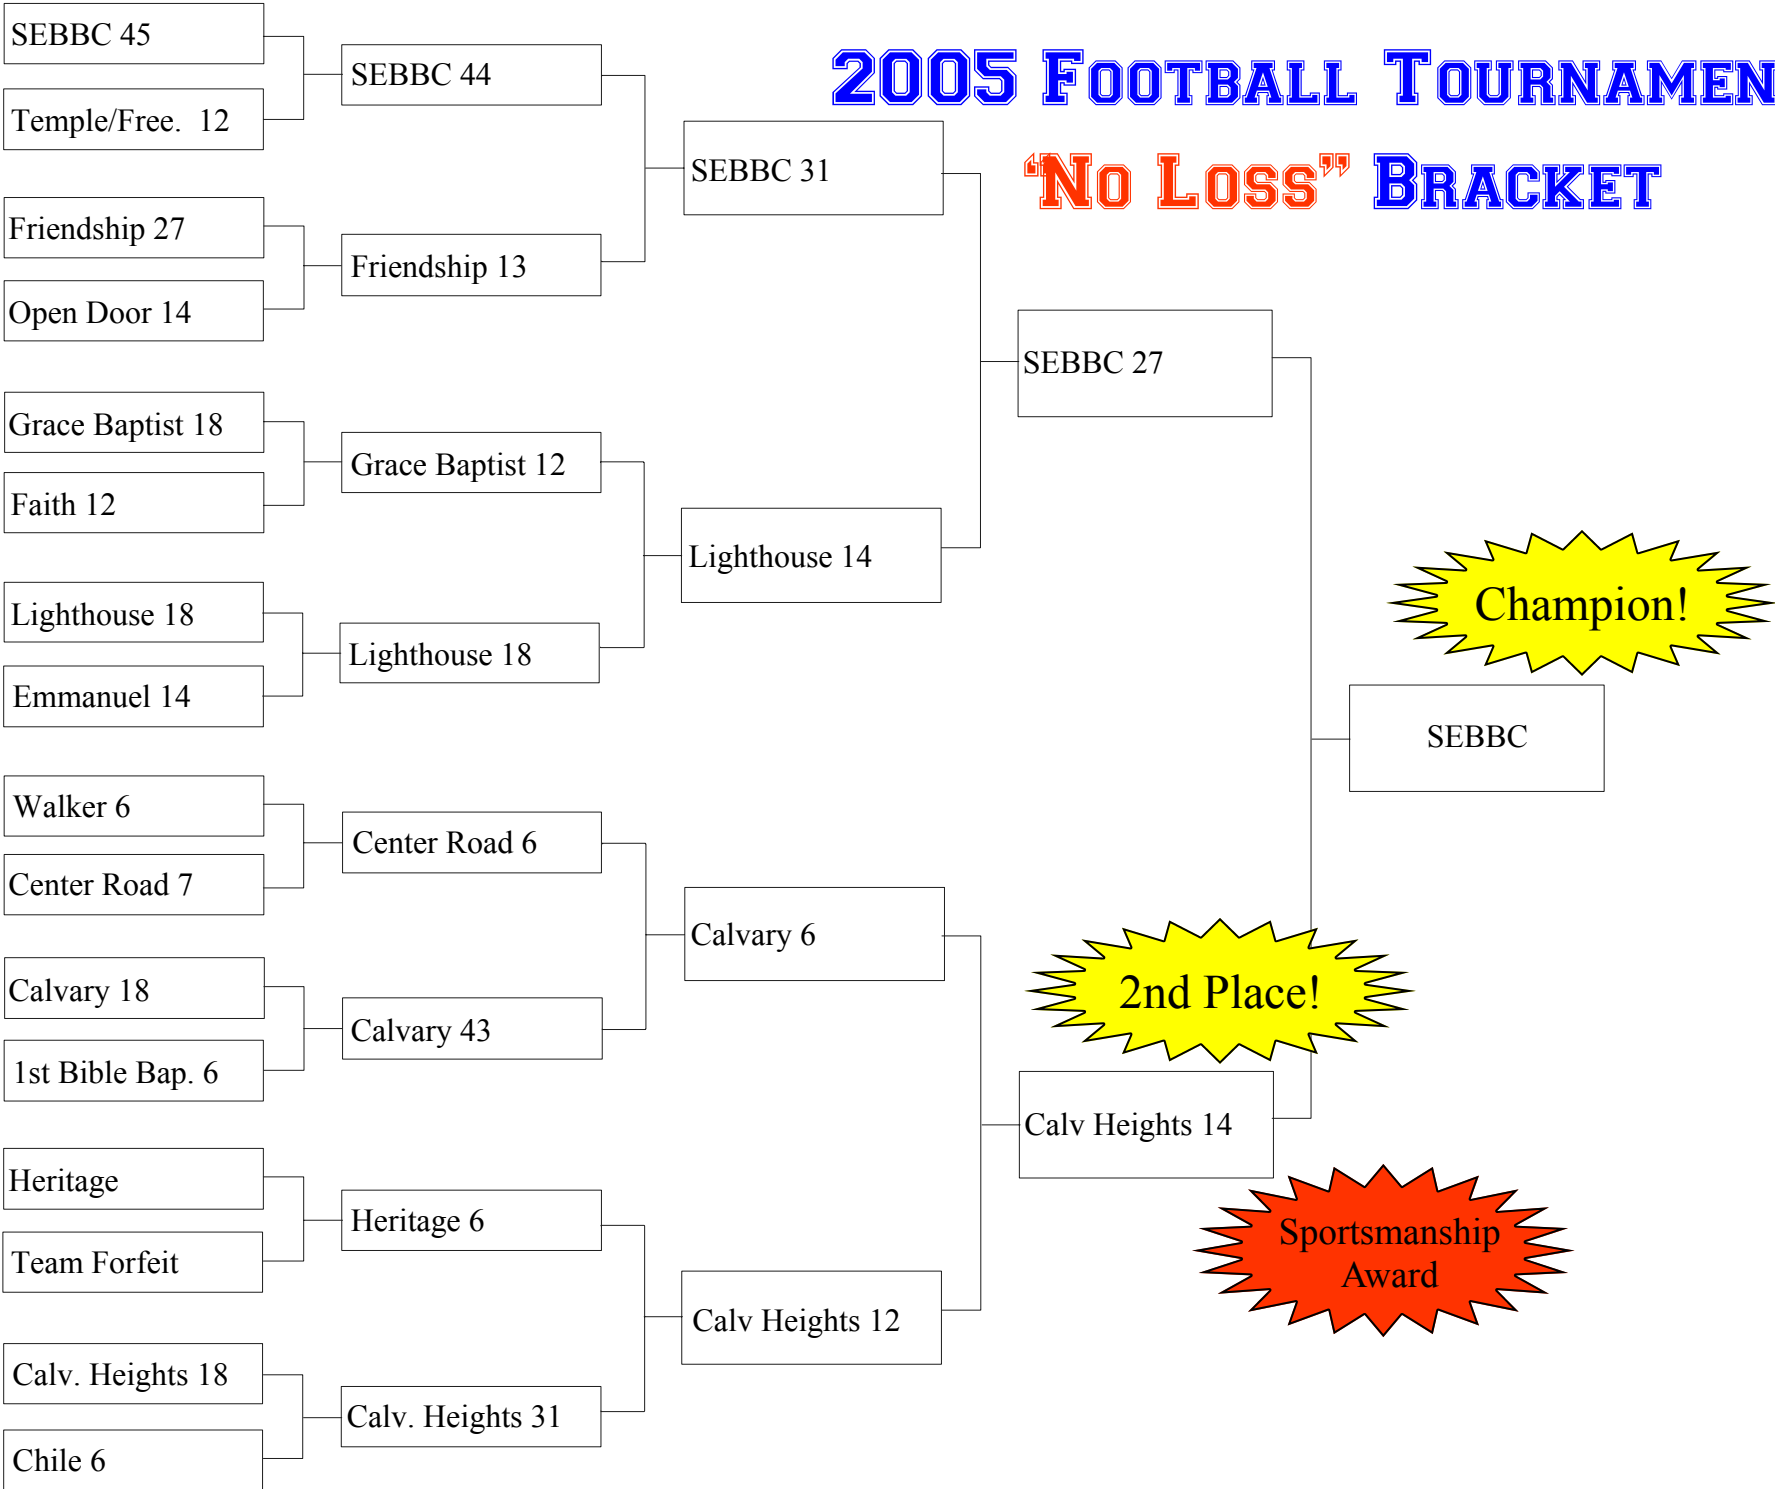 2005 FOOTBALL TOURNAMEN
"NO LOSS" BRACKET
SEBBC 45
Temple/Free. 12
Friendship 27
Open Door 14
Grace Baptist 18
Faith 12
Lighthouse 18
Emmanuel 14
Walker 6
Center Road 7
Calvary 18
1st Bible Bap. 6
Heritage
Team Forfeit
Calv. Heights 18
Chile 6
SEBBC 44
Friendship 13
Grace Baptist 12
Lighthouse 18
Center Road 6
Calvary 43
Heritage 6
Calv. Heights 31
SEBBC 31
Lighthouse 14
Calvary 6
Calv Heights 12
SEBBC 27
2nd Place!
Calv Heights 14
Sportsmanship
Award
Champion!
SEBBC